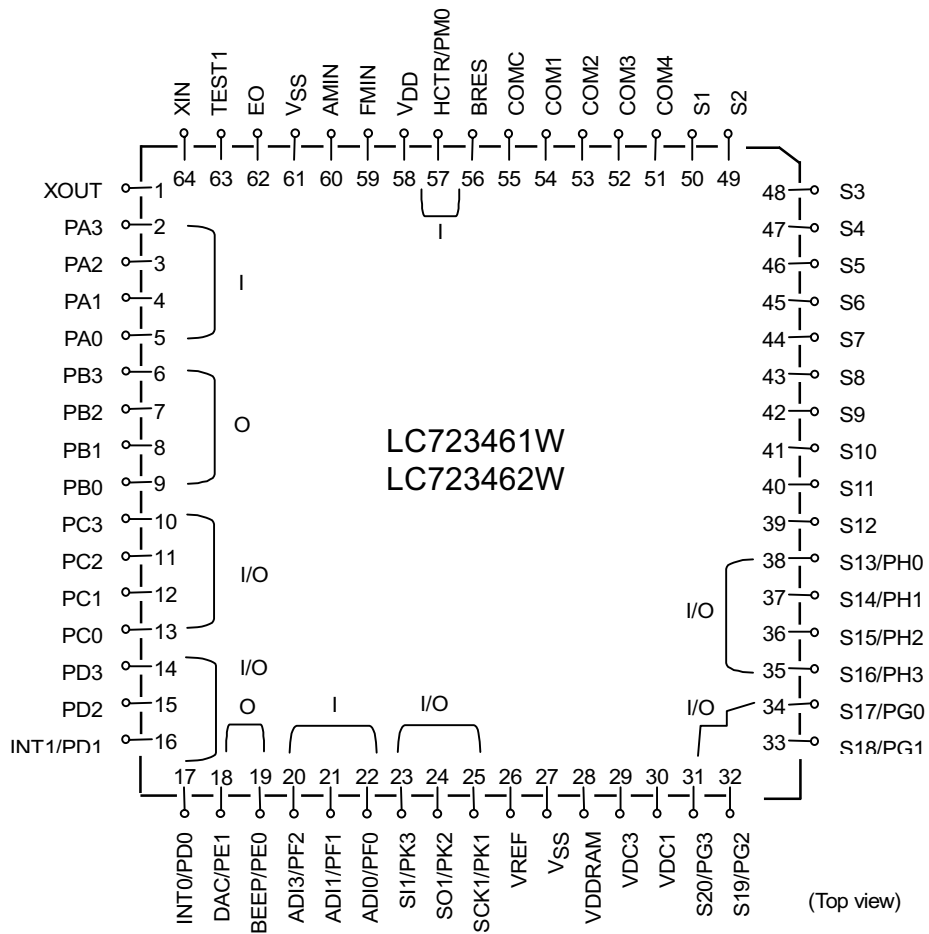 XIN
TEST1
EO
VSS
AMIN
FMIN
VDD
HCTR/PM0
BRES
COMC
COM1
COM2
COM3
COM4
S1
S2
64 63 62 61 60 59 58 57 56 55 54 53 52 51 50 49
I
XOUT 1
PA3 2
PA2 3
I
PA1 4
PA0 5
PB3 6
PB2 7
O
PB1 8
PB0 9
PC3 10
PC2 11
I/O
PC1 12
PC0 13
PD3 14
I/O
PD2 15
INT1/PD1 16
LC723461W
LC723462W
48 S3
47 S4
46 S5
45 S6
44 S7
43 S8
42 S9
41 S10
40 S11
39 S12
38 S13/PH0
37 S14/PH1
I/O
36 S15/PH2
35 S16/PH3
I/O
34 S17/PG0
33 S18/PG1
O
I
I/O
17 18 19 20 21 22 23 24 25 26 27 28 29 30 31 32
INT0/PD0
DAC/PE1
BEEP/PE0
ADI3/PF2
ADI1/PF1
ADI0/PF0
SI1/PK3
SO1/PK2
SCK1/PK1
VREF
VSS
VDDRAM
VDC3
VDC1
S20/PG3
S19/PG2
(Top view)